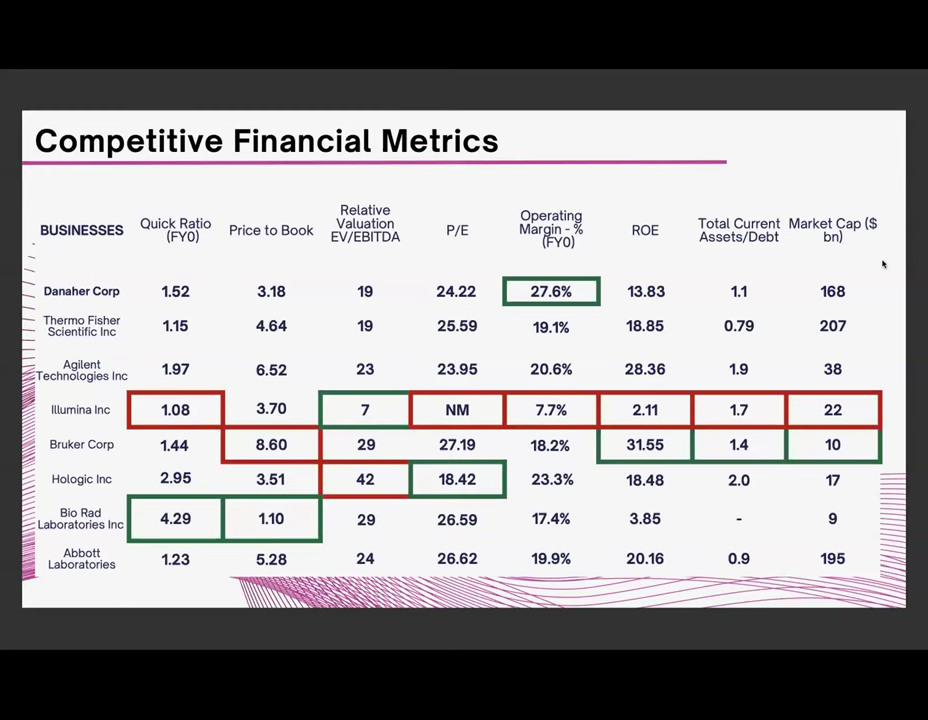 Competitive Financial Metrics
BUSINESSES Quick Ratio (FY0) Price to Book Relative Valuation EV/EBITDA P/E Operating Margin - % (FY0) ROE Total Current Assets/Debt Market Cap ($ bn)
Danaher Corp 1.52 3.18 19 24.22 27.6% 13.83 1.1 168
Thermo Fisher Scientific Inc 1.15 4.64 19 25.59 19.1% 18.85 0.79 207
Agilent Technologies Inc 1.97 6.52 23 23.95 20.6% 28.36 1.9 38
Illumina Inc 1.08 3.70 7 NM 7.7% 2.11 1.7 22
Bruker Corp 1.44 8.60 29 27.19 18.2% 31.55 1.4 10
Hologic Inc 2.95 3.51 42 18.42 23.3% 18.48 2.0 17
Bio Rad Laboratories Inc 4.29 1.10 29 26.59 17.4% 3.85 - 9
Abbott Laboratories 1.23 5.28 24 26.62 19.9% 20.16 0.9 195